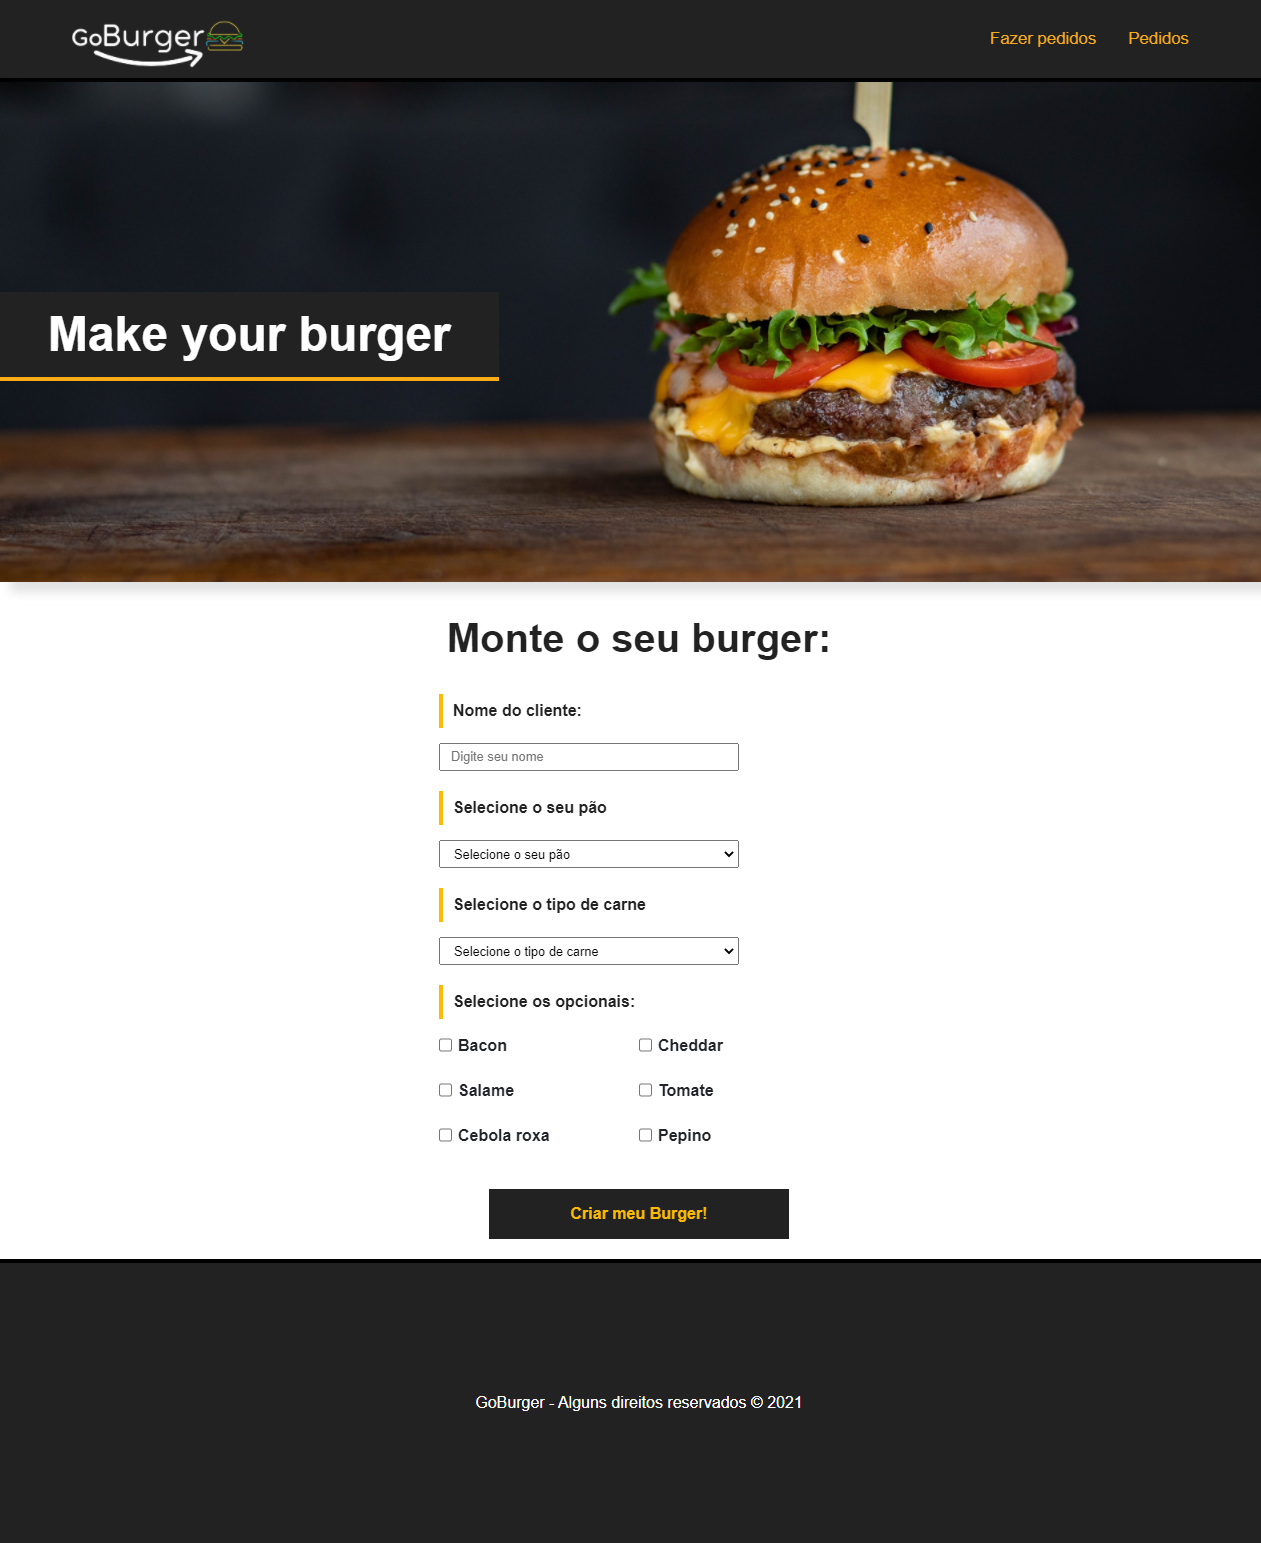 GoBurger
Fazer pedidos
Pedidos
Make your burger
Monte o seu burger:
Nome do cliente:
Digite seu nome
Selecione o seu pão
Selecione o seu pão
Selecione o tipo de carne
Selecione o tipo de carne
Selecione os opcionais:
Bacon
Cheddar
Salame
Tomate
Cebola roxa
Pepino
Criar meu Burger!
GoBurger - Alguns direitos reservados © 2021